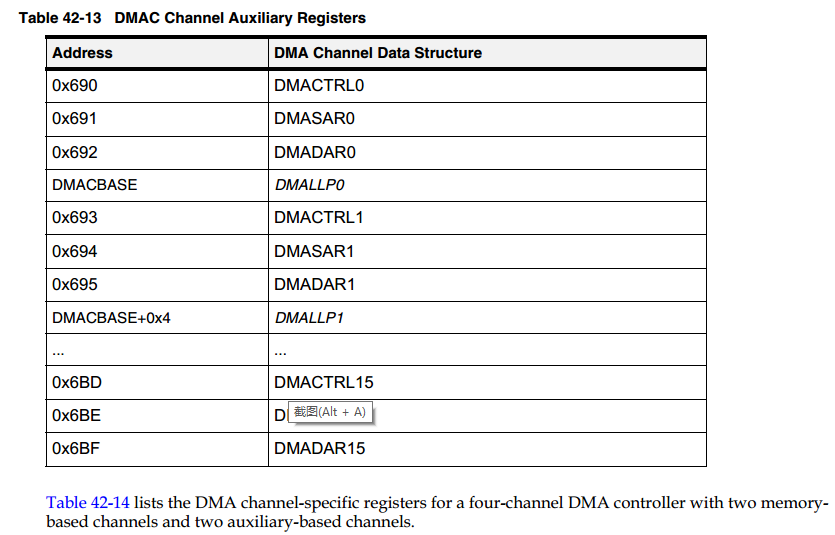 Table 42-13 DMAC Channel Auxiliary Registers
Address DMA Channel Data Structure
0x690 DMACTRL0
0x691 DMASAR0
0x692 DMADAR0
DMACBASE DMALLP0
0x693 DMACTRL1
0x694 DMASAR1
0x695 DMADAR1
DMACBASE+0x4 DMALLP1
... ...
0x6BD DMACTRL15
0x6BE
截图(Alt + A)
0x6BF DMADAR15
Table 42-14 lists the DMA channel-specific registers for a four-channel DMA controller with two memory-
based channels and two auxiliary-based channels.